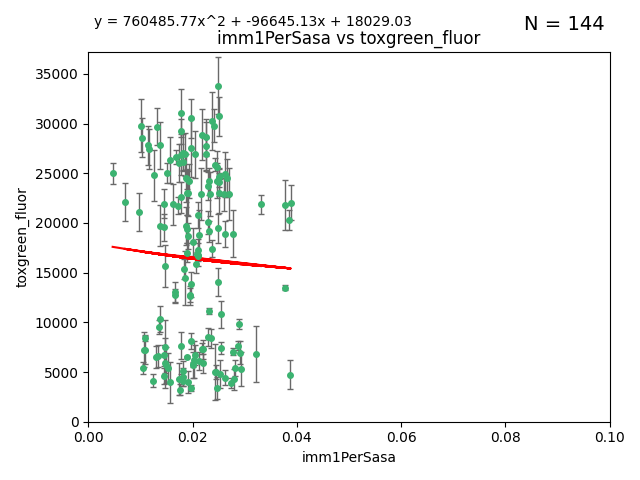 y = 760485.77x^2 + -96645.13x + 18029.03
N = 144
imm1PerSasa vs toxgreen_fluor
35000
30000
25000
20000
15000
10000
5000
0
toxgreen_fluor
0.00 0.02 0.04 0.06 0.08 0.10
imm1PerSasa